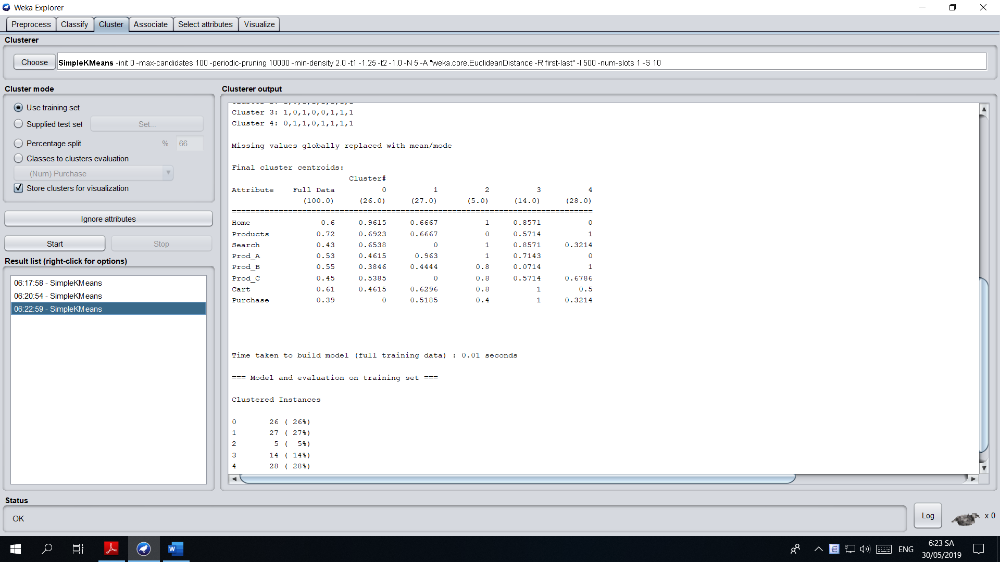 Weka Explorer
Preprocess Classify Cluster Associate Select attributes Visualize
Clusterer
Choose SimpleKMeans -init 0 -max-candidates 100 -periodic-pruning 10000 -min-density 2.0 -t1 -1.25 -t2 -1.0 -N 5 -A "weka.core.EuclideanDistance -R first-last" -I 500 -num-slots 1 -S 10
Cluster mode
Use training set
Supplied test set Set...
Percentage split % 66
Classes to clusters evaluation
(Num) Purchase
Store clusters for visualization
Ignore attributes
Start Stop
Result list (right-click for options)
06:17:58 - SimpleKMeans
06:20:54 - SimpleKMeans
06:22:59 - SimpleKMeans
Clusterer output
Cluster 3: 1,0,1,0,0,1,1,1
Cluster 4: 0,1,1,0,1,1,1,1
Missing values globally replaced with mean/mode
Final cluster centroids:
Cluster#
Attribute Full Data 0 1 2 3 4
(100.0) (26.0) (27.0) (5.0) (14.0) (28.0)
=============================================================================
Home 0.6 0.9615 0.6667 1 0.8571 0
Products 0.72 0.6923 0.6667 0 0.5714 1
Search 0.43 0.6538 0 1 0.8571 0.3214
Prod_A 0.53 0.4615 0.963 1 0.7143 0
Prod_B 0.55 0.3846 0.4444 0.8 0.0714 1
Prod_C 0.45 0.5385 0 0.8 0.5714 0.6786
Cart 0.61 0.4615 0.6296 0.8 1 0.5
Purchase 0.39 0 0.5185 0.4 1 0.3214
Time taken to build model (full training data) : 0.01 seconds
=== Model and evaluation on training set ===
Clustered Instances
0 26 ( 26%)
1 27 ( 27%)
2 5 ( 5%)
3 14 ( 14%)
4 28 ( 28%)
Status
OK
Log x 0
ENG
6:23 SA
30/05/2019